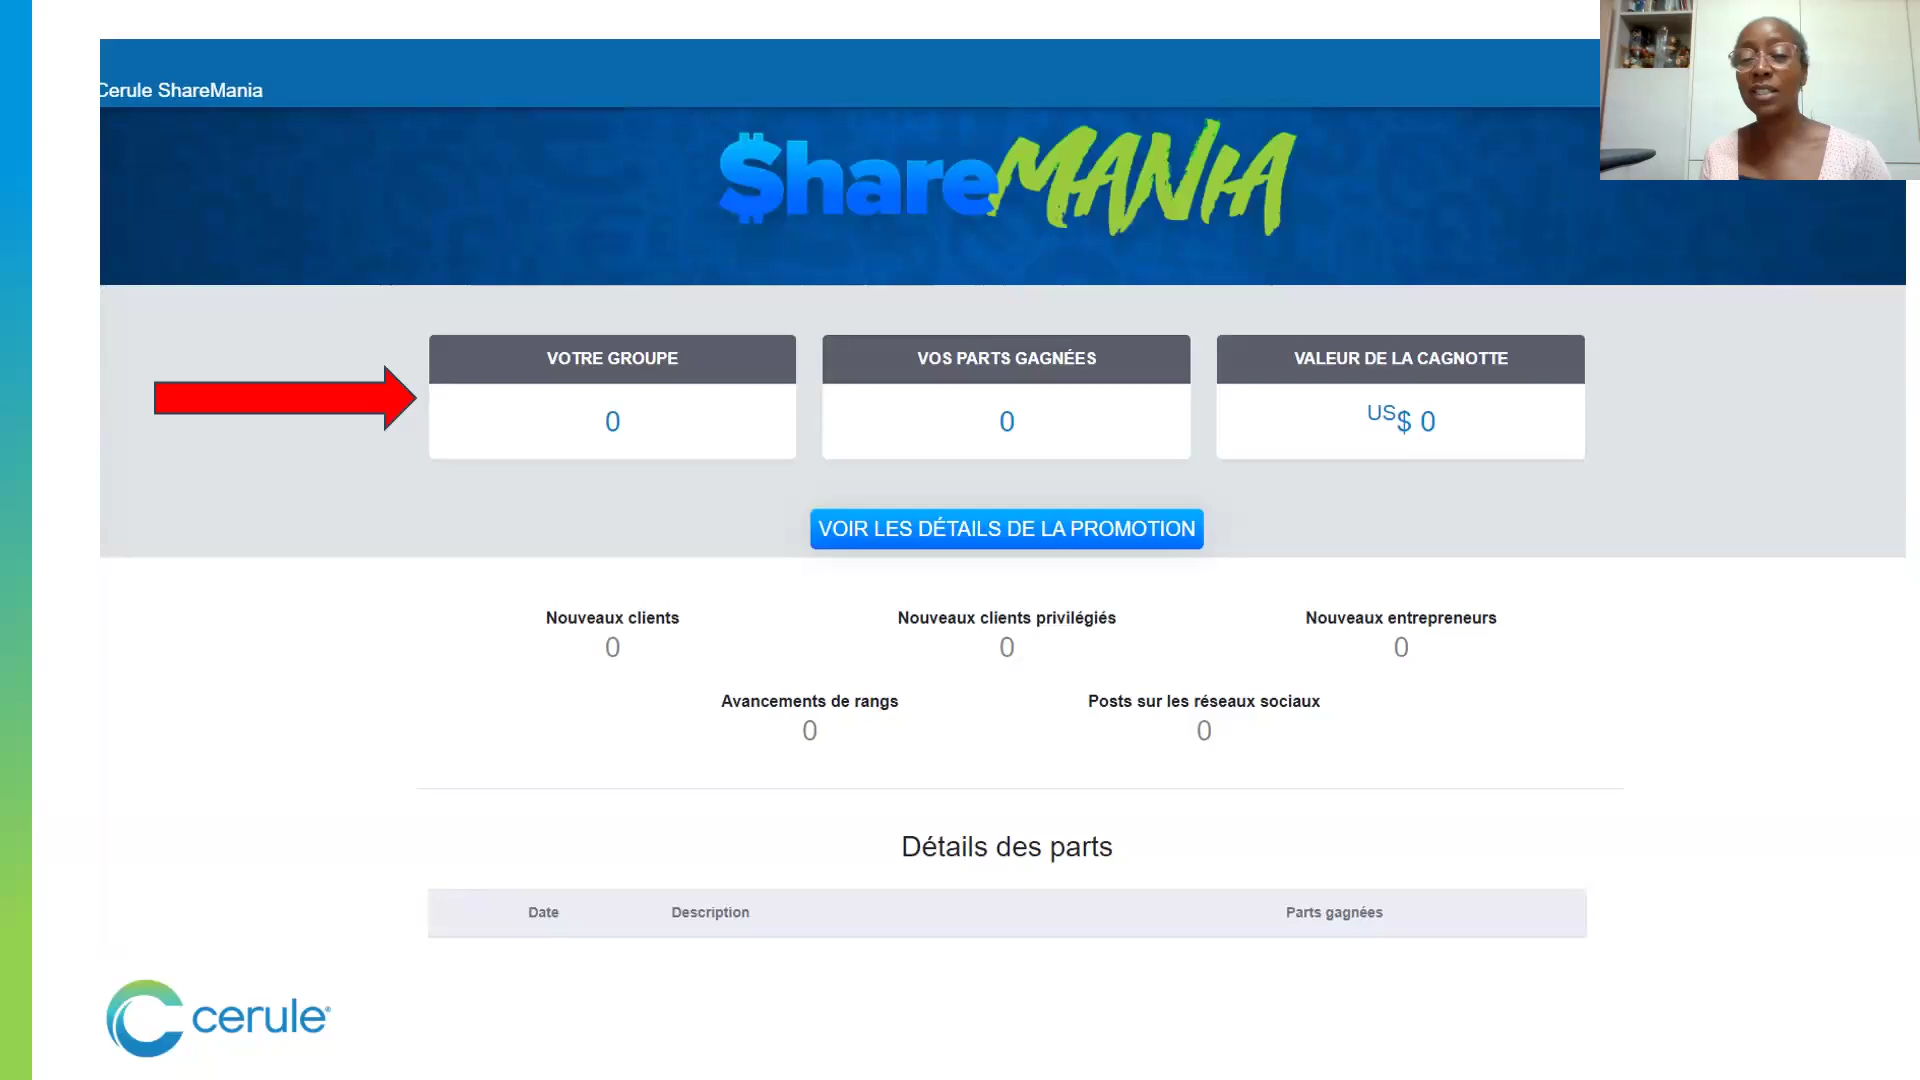 Cerule ShareMania
$hareMANIA
VOTRE GROUPE
0
VOS PARTS GAGNÉES
0
VALEUR DE LA CAGNOTTE
US$ 0
VOIR LES DÉTAILS DE LA PROMOTION
Nouveaux clients
0
Nouveaux clients privilégiés
0
Nouveaux entrepreneurs
0
Avancements de rangs
0
Posts sur les réseaux sociaux
0
Détails des parts
Date Description Parts gagnées
cerule®